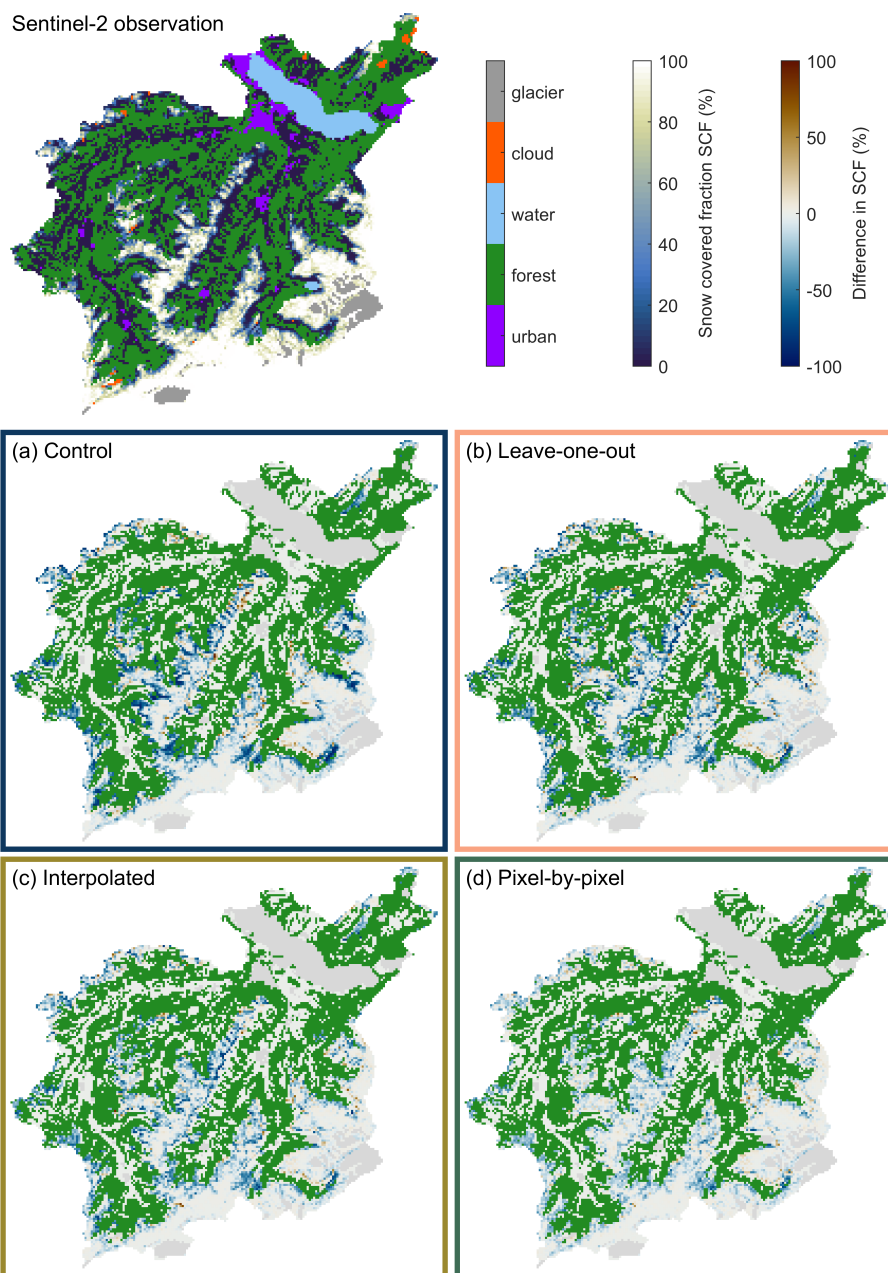 Sentinel-2 observation
glacier
cloud
water
forest
urban
100
80
60
40
20
0
Snow covered fraction SCF (%)
100
50
0
-50
-100
Difference in SCF (%)
(a) Control
(b) Leave-one-out
(c) Interpolated
(d) Pixel-by-pixel